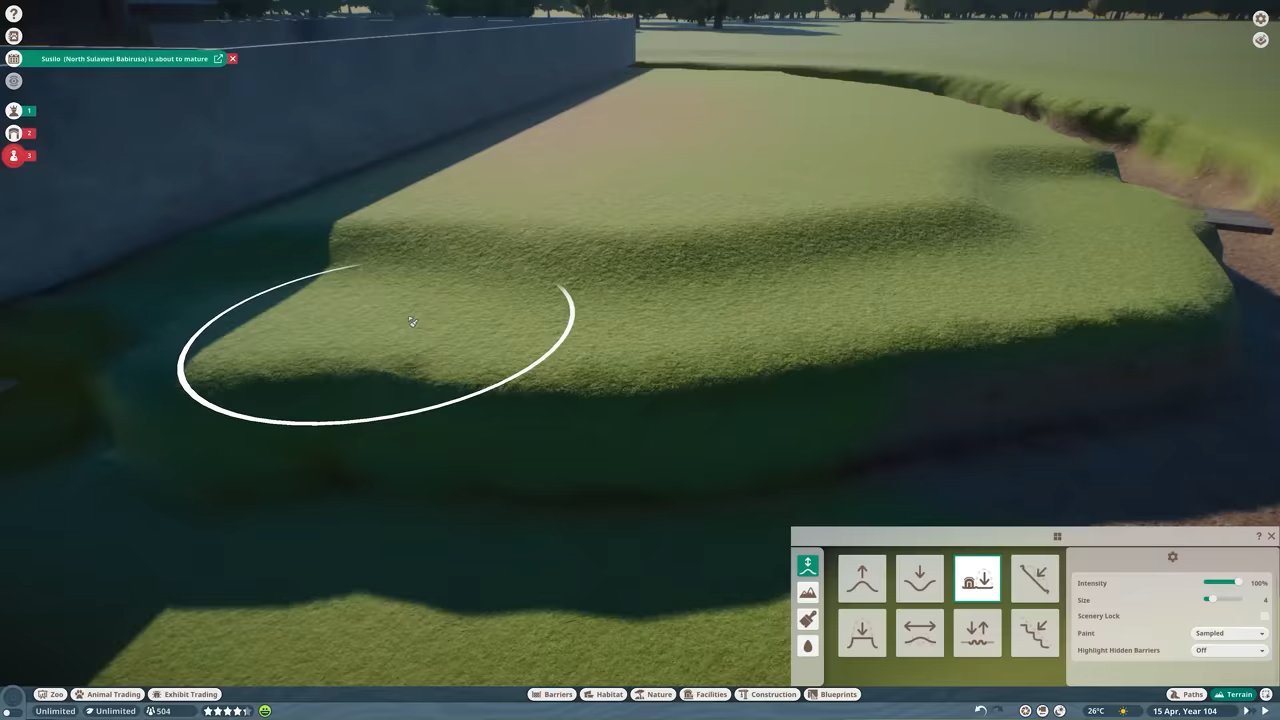 ?
Susilo (North Sulawesi Babirusa) is about to mature
1
2
3
?
Intensity 100%
Size 4
Scenery Lock
Paint Sampled
Highlight Hidden Barriers Off
Zoo Animal Trading Exhibit Trading Barriers Habitat Nature Facilities Construction Blueprints Paths Terrain
Unlimited Unlimited 504 26°C 15 Apr, Year 104